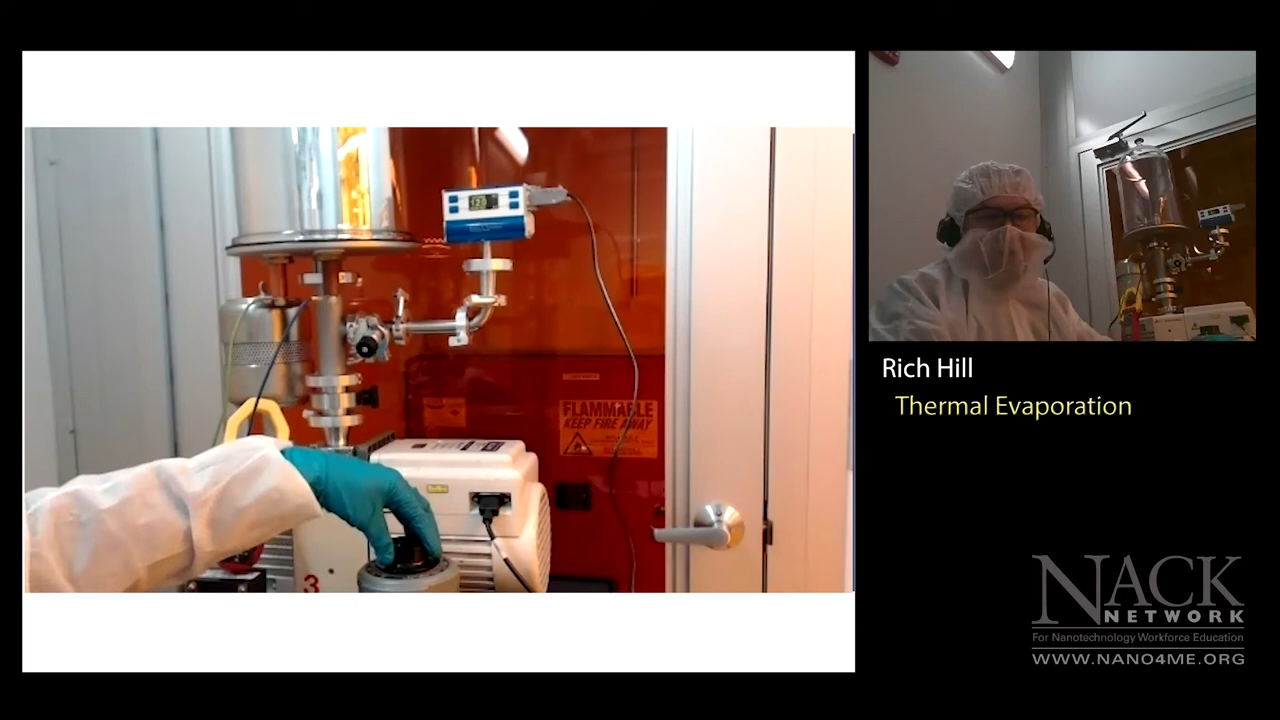 FLAMMABLE
KEEP FIRE AWAY
3
Rich Hill
Thermal Evaporation
NACK
NETWORK
For Nanotechnology Workforce Education
WWW.NANO4ME.ORG